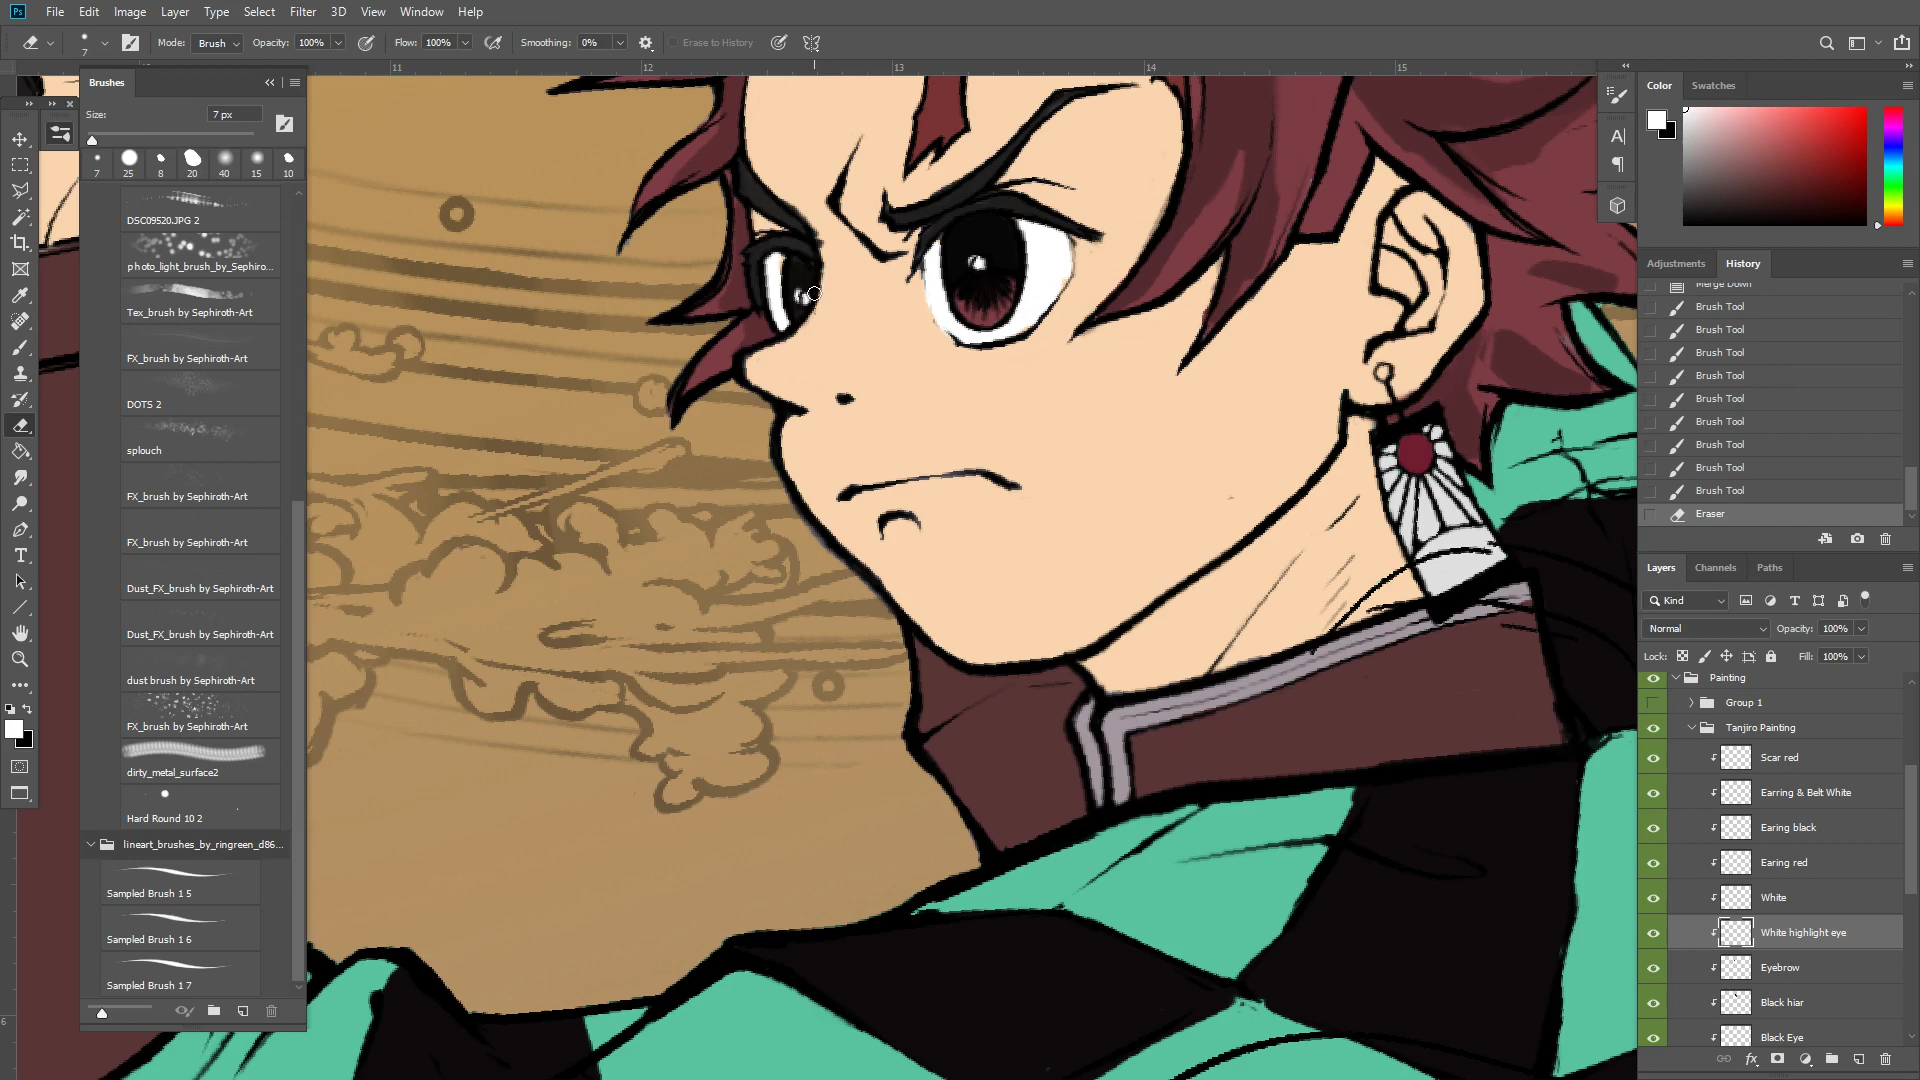 Ps File Edit Image Layer Type Select Filter 3D View Window Help
7 Mode: Brush Opacity: 100% Flow: 100% Smoothing: 0% Erase to History
11 12 13 14 15
Brushes
Size: 7 px
7 25 8 20 40 15 10
DSC09520.JPG 2
photo_light_brush_by_Sephiro...
Tex_brush by Sephiroth-Art
FX_brush by Sephiroth-Art
DOTS 2
splouch
FX_brush by Sephiroth-Art
FX_brush by Sephiroth-Art
Dust_FX_brush by Sephiroth-Art
Dust_FX_brush by Sephiroth-Art
dust brush by Sephiroth-Art
FX_brush by Sephiroth-Art
dirty_metal_surface2
Hard Round 10 2
lineart_brushes_by_ringreen_d86...
Sampled Brush 1 5
Sampled Brush 1 6
Sampled Brush 1 7
6
Color Swatches
Adjustments History
Merge Down
Brush Tool
Brush Tool
Brush Tool
Brush Tool
Brush Tool
Brush Tool
Brush Tool
Brush Tool
Brush Tool
Eraser
Layers Channels Paths
Kind
Normal Opacity: 100%
Lock: Fill: 100%
Painting
Group 1
Tanjiro Painting
Scar red
Earring & Belt White
Earing black
Earing red
White
White highlight eye
Eyebrow
Black hiar
Black Eye